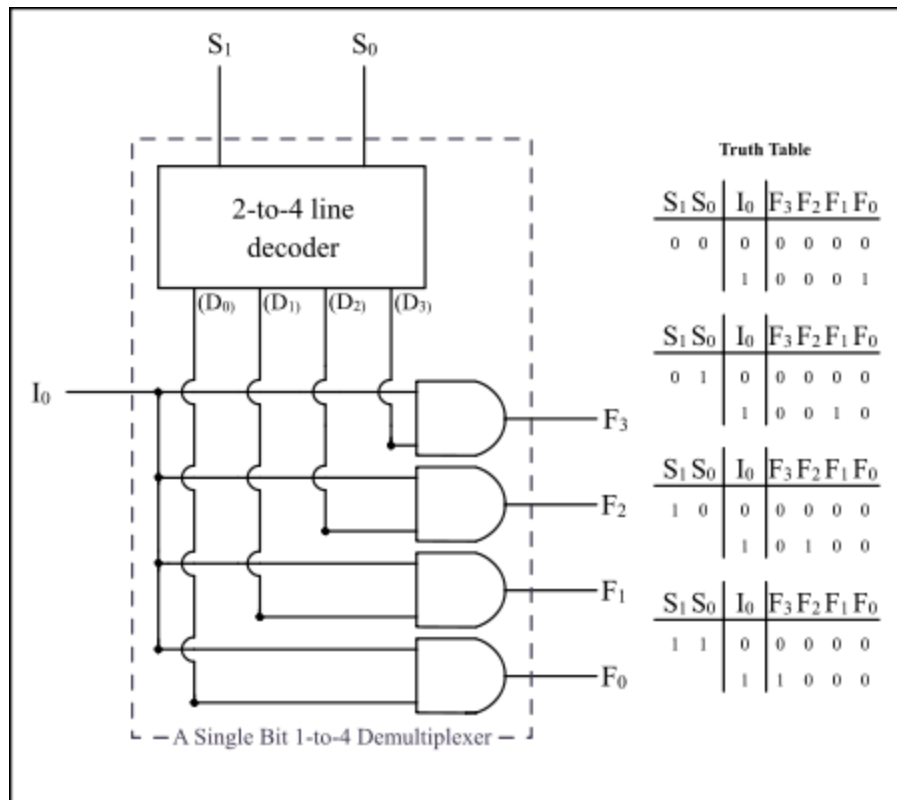 S₁ S₀
2-to-4 line
decoder
(D₀) (D₁) (D₂) (D₃)
I₀
F₃
F₂
F₁
F₀
A Single Bit 1-to-4 Demultiplexer
Truth Table
S₁ S₀ I₀ F₃ F₂ F₁ F₀
0 0 0 0 0 0 0
1 0 0 0 1
S₁ S₀ I₀ F₃ F₂ F₁ F₀
0 1 0 0 0 0 0
1 0 0 1 0
S₁ S₀ I₀ F₃ F₂ F₁ F₀
1 0 0 0 0 0 0
1 0 1 0 0
S₁ S₀ I₀ F₃ F₂ F₁ F₀
1 1 0 0 0 0 0
1 1 0 0 0